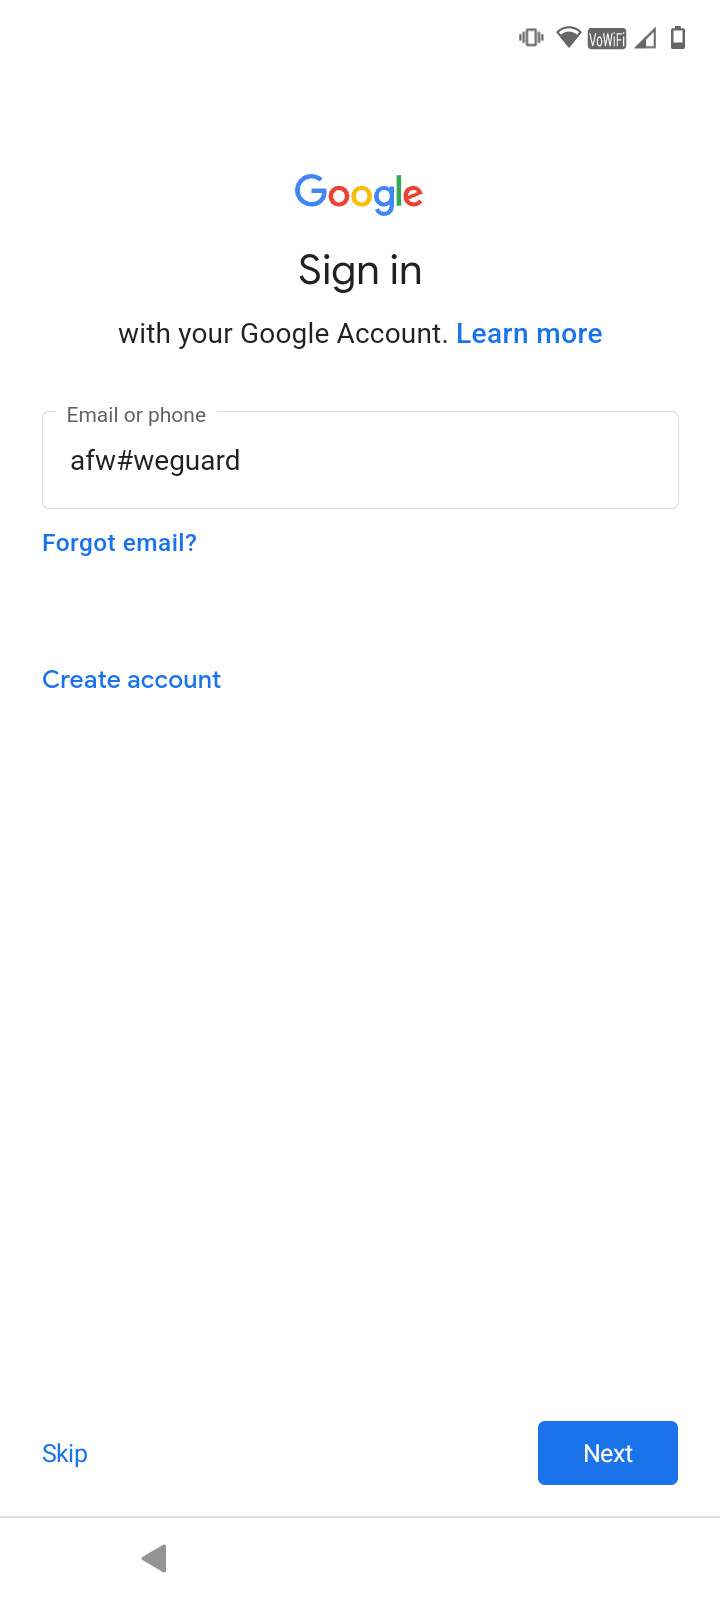 VoWiFi
Google
Sign in
with your Google Account. Learn more
Email or phone
afw#weguard
Forgot email?
Create account
Skip
Next